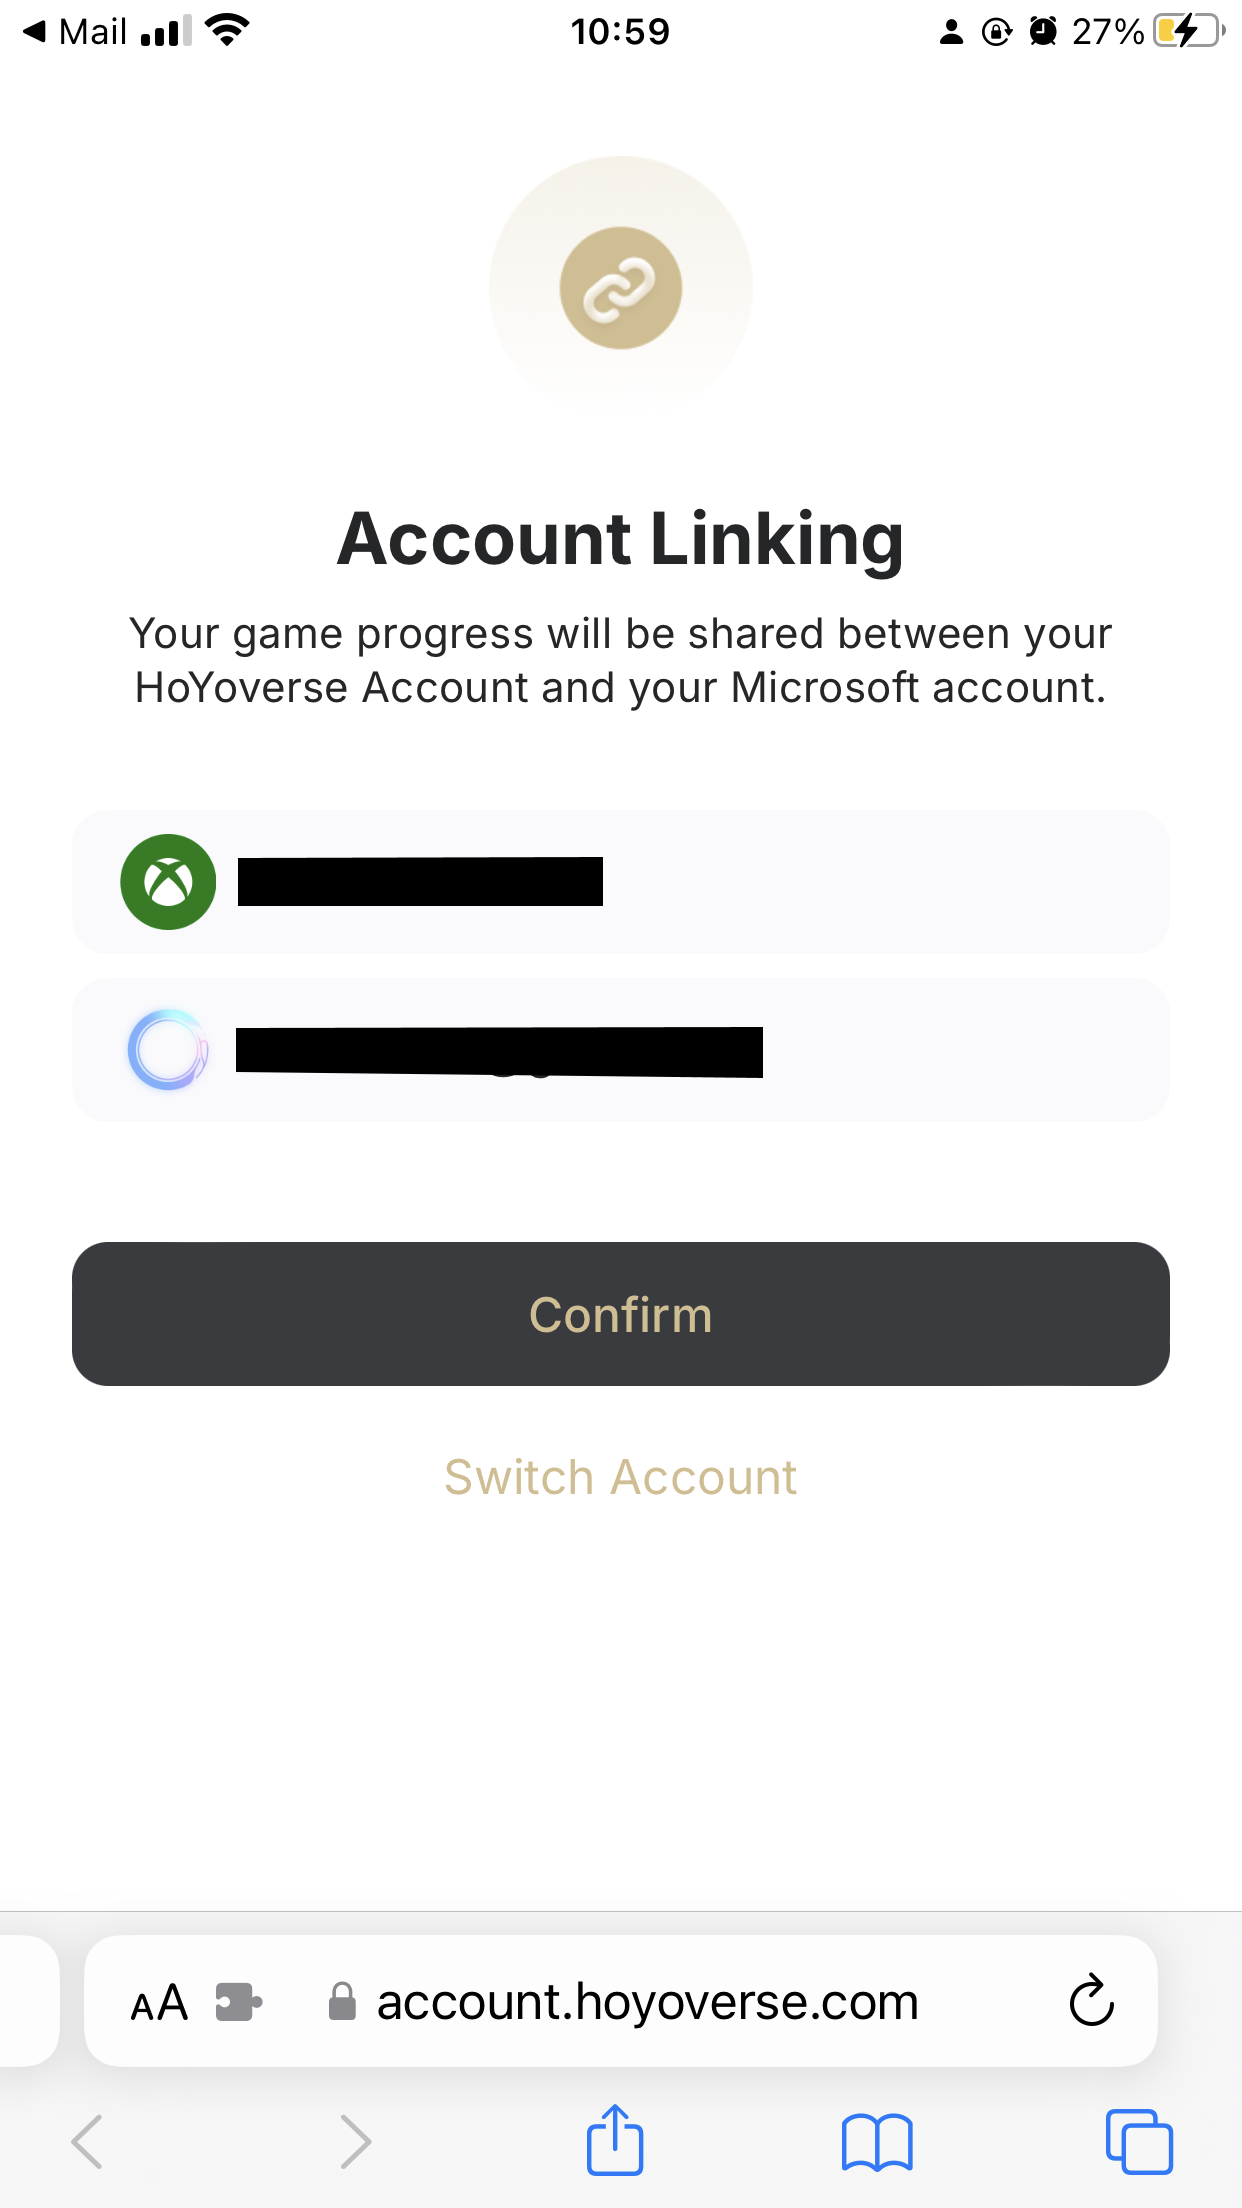 Mail
10:59
27%
Account Linking
Your game progress will be shared between your
HoYoverse Account and your Microsoft account.
Confirm
Switch Account
AA
account.hoyoverse.com